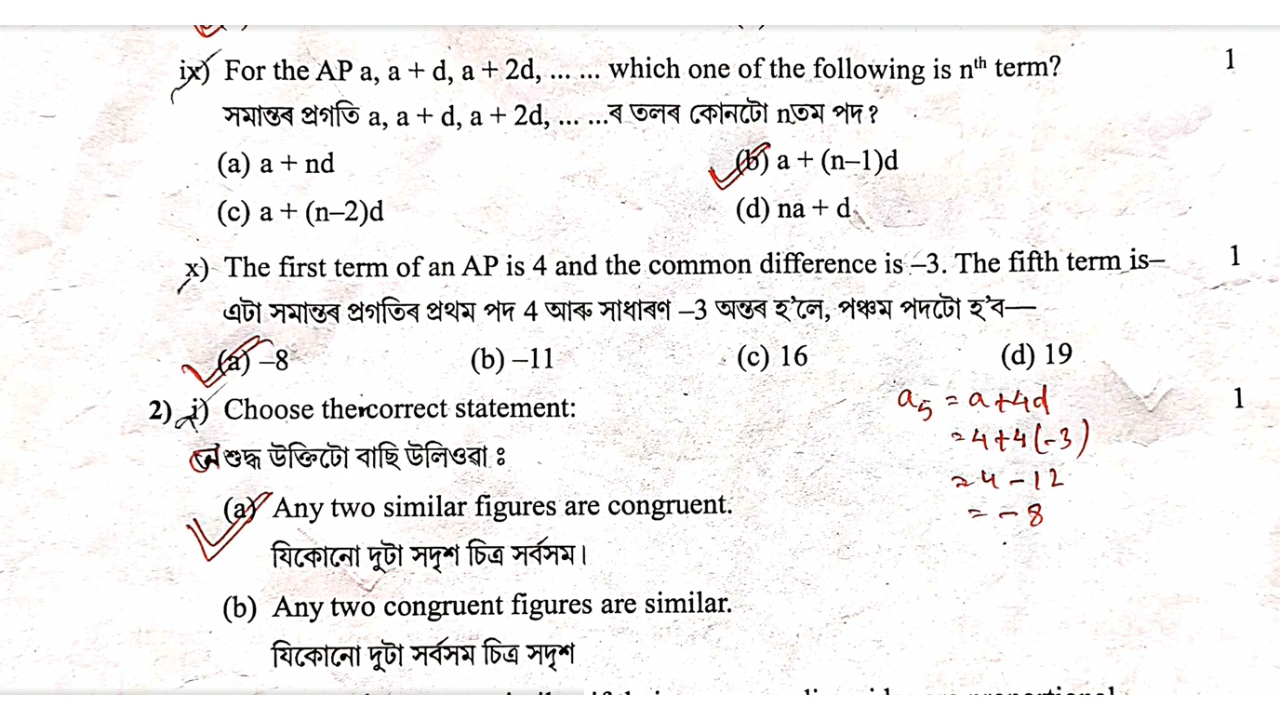 ix) For the AP a, a + d, a + 2d, ... ... which one of the following is nth term? 1
সমান্তৰ প্ৰগতি a, a + d, a + 2d, ... ...ৰ তলৰ কোনটো nতম পদ ?
(a) a + nd (b) a + (n–1)d
(c) a + (n–2)d (d) na + d
x) The first term of an AP is 4 and the common difference is –3. The fifth term is– 1
এটা সমান্তৰ প্ৰগতিৰ প্ৰথম পদ 4 আৰু সাধাৰণ –3 অন্তৰ হ'লে, পঞ্চম পদটো হ'ব—
(a) –8 (b) –11 (c) 16 (d) 19
2) i) Choose the correct statement: 1
শুদ্ধ উক্তিটো বাছি উলিওৱা ঃ
(a) Any two similar figures are congruent.
যিকোনো দুটা সদৃশ চিত্ৰ সৰ্বসম।
(b) Any two congruent figures are similar.
যিকোনো দুটা সৰ্বসম চিত্ৰ সদৃশ
a5 = a+4d
= 4+4(-3)
= 4 - 12
= - 8